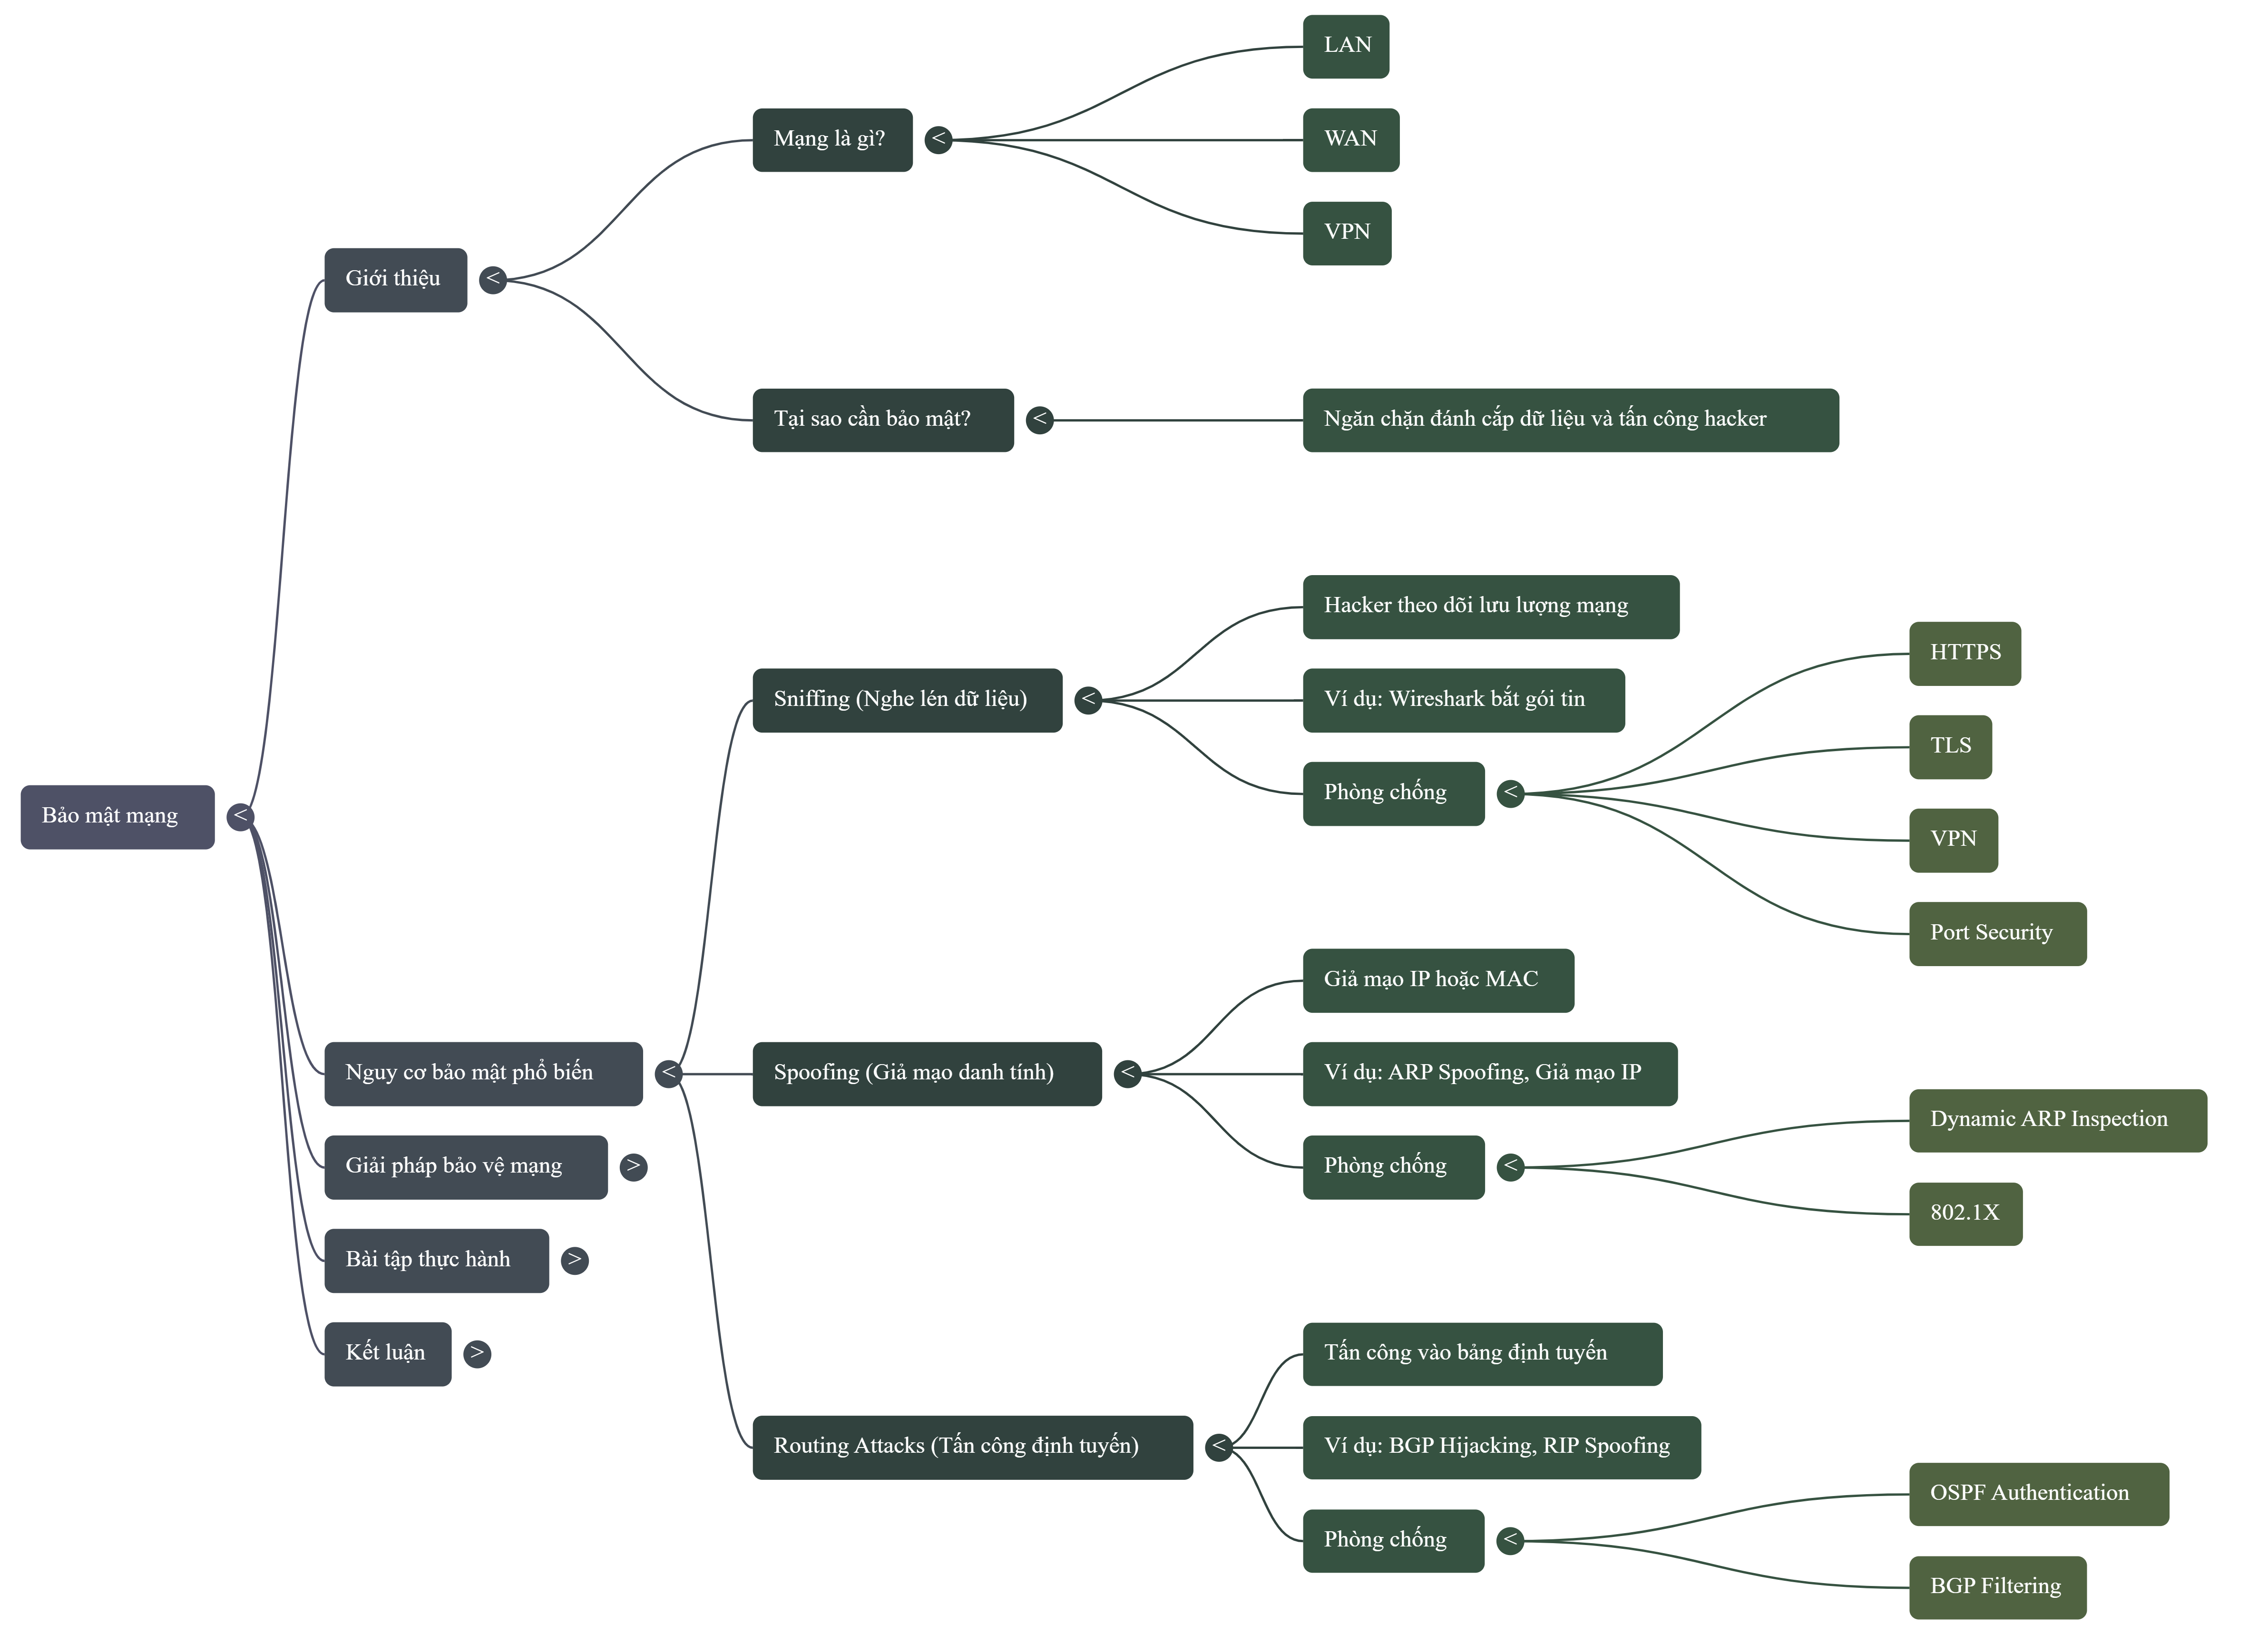 Bảo mật mạng
<
Giới thiệu
<
Mạng là gì?
<
LAN
WAN
VPN
Tại sao cần bảo mật?
<
Ngăn chặn đánh cắp dữ liệu và tấn công hacker
Nguy cơ bảo mật phổ biến
<
Sniffing (Nghe lén dữ liệu)
<
Hacker theo dõi lưu lượng mạng
Ví dụ: Wireshark bắt gói tin
Phòng chống
<
HTTPS
TLS
VPN
Port Security
Spoofing (Giả mạo danh tính)
<
Giả mạo IP hoặc MAC
Ví dụ: ARP Spoofing, Giả mạo IP
Phòng chống
<
Dynamic ARP Inspection
802.1X
Routing Attacks (Tấn công định tuyến)
<
Tấn công vào bảng định tuyến
Ví dụ: BGP Hijacking, RIP Spoofing
Phòng chống
<
OSPF Authentication
BGP Filtering
Giải pháp bảo vệ mạng
>
Bài tập thực hành
>
Kết luận
>